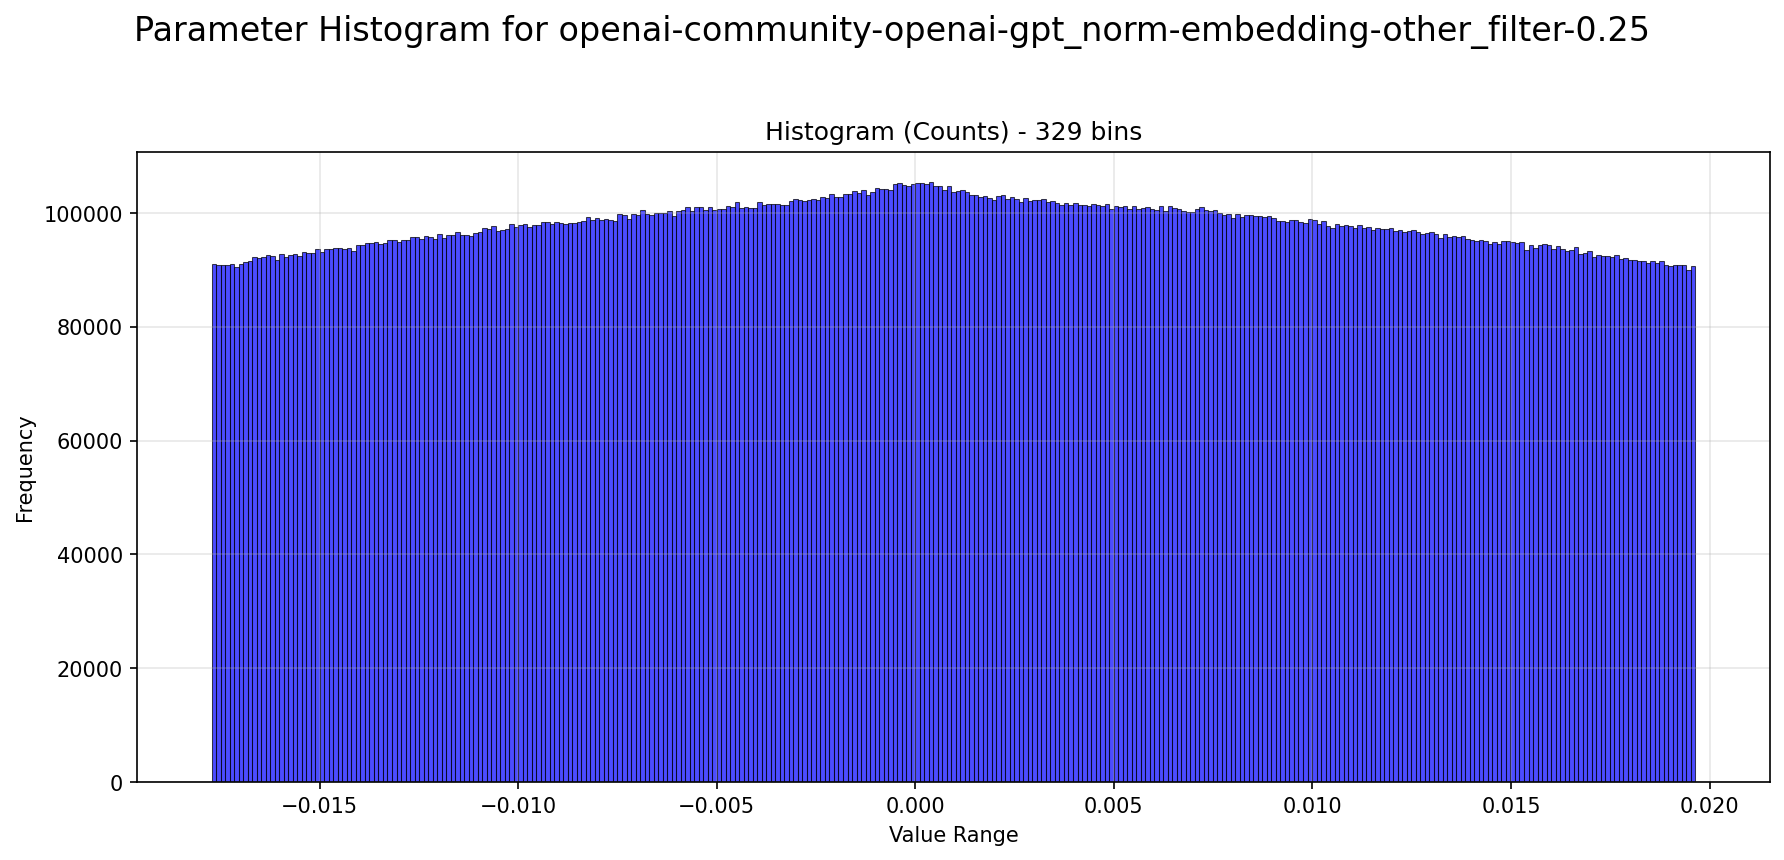 Parameter Histogram for openai-community-openai-gpt_norm-embedding-other_filter-0.25
Histogram (Counts) - 329 bins
Frequency
100000
80000
60000
40000
20000
0
−0.015 −0.010 −0.005 0.000 0.005 0.010 0.015 0.020
Value Range